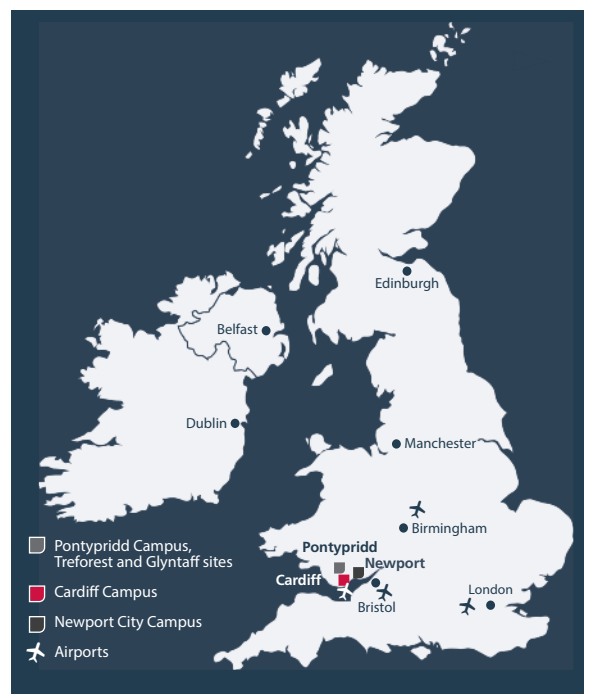 Edinburgh
Belfast
Dublin
Manchester
Birmingham
Pontypridd
Newport
Cardiff
London
Bristol
Pontypridd Campus,
Treforest and Glyntaff sites
Cardiff Campus
Newport City Campus
Airports